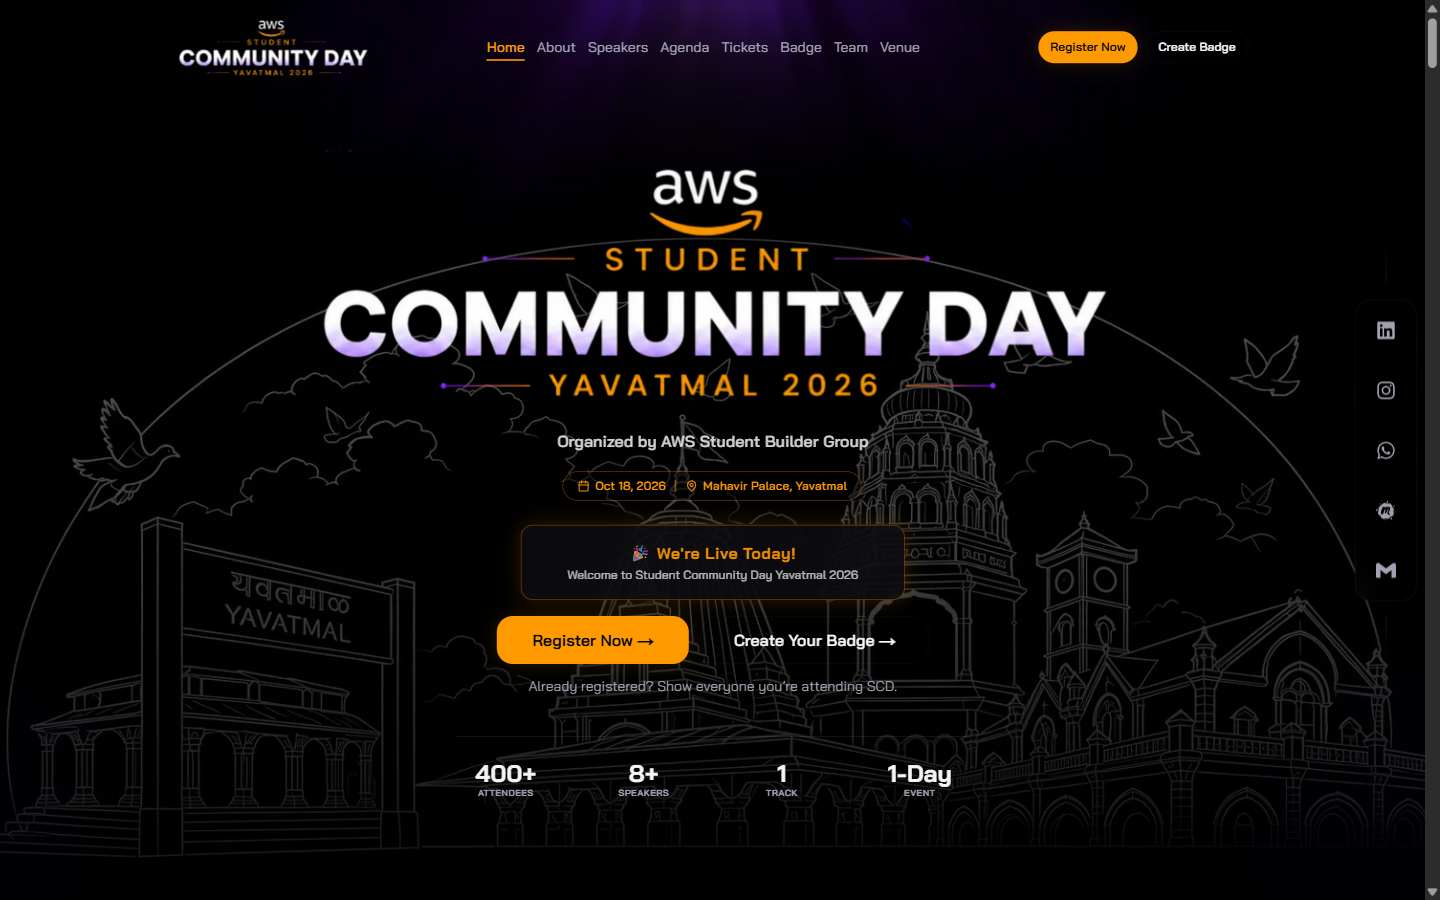 aws
STUDENT
COMMUNITY DAY
YAVATMAL 2026
Home About Speakers Agenda Tickets Badge Team Venue
Register Now Create Badge
aws
STUDENT
COMMUNITY DAY
YAVATMAL 2026
Organized by AWS Student Builder Group
Oct 18, 2026 | Mahavir Palace, Yavatmal
🎉 We're Live Today!
Welcome to Student Community Day Yavatmal 2026
यवतमाळ
YAVATMAL
Register Now → Create Your Badge →
Already registered? Show everyone you're attending SCD.
400+ 8+ 1 1-Day
ATTENDEES SPEAKERS TRACK EVENT